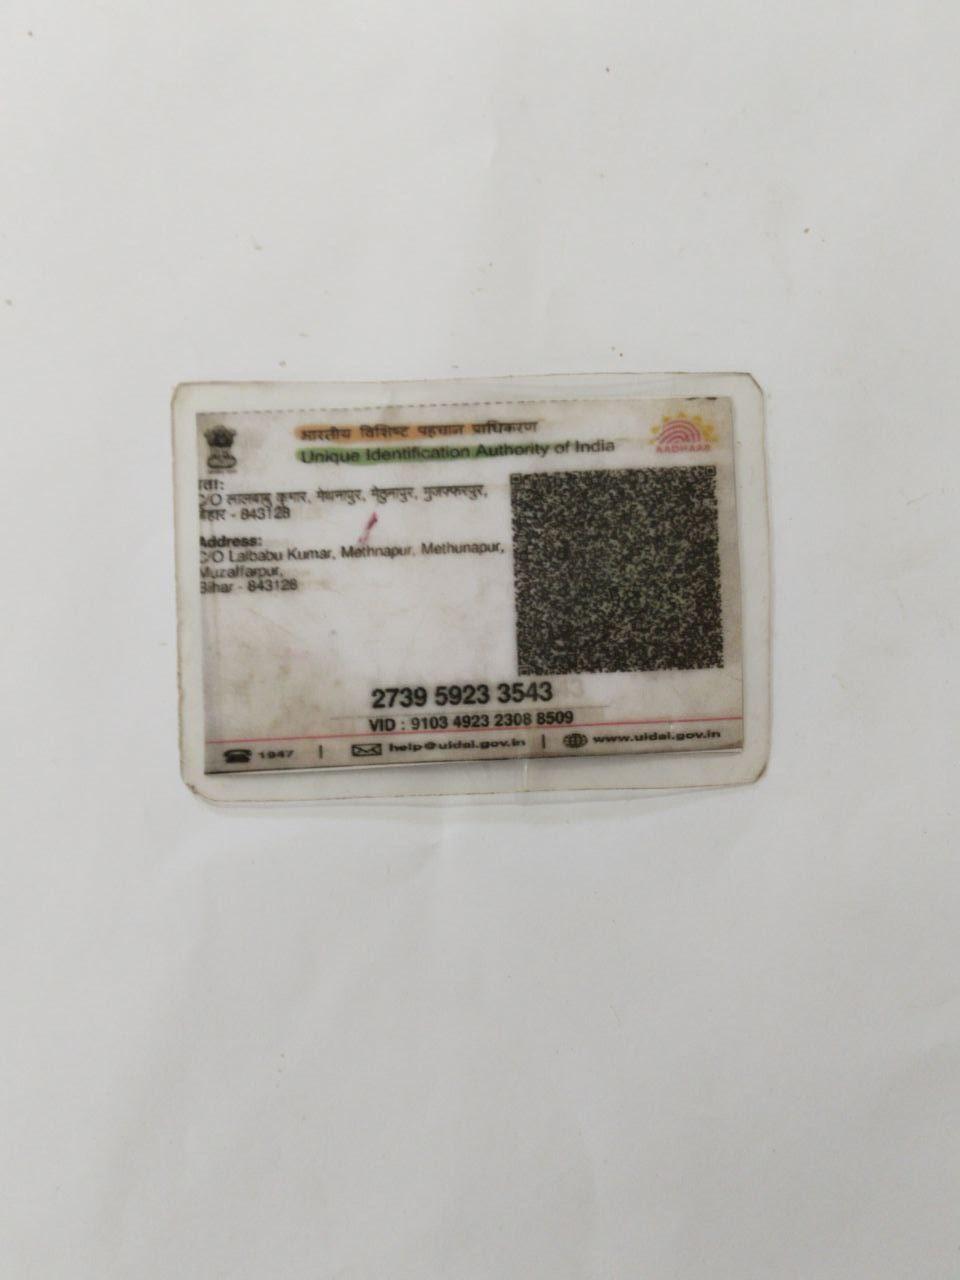 भारतीय विशिष्ट पहचान प्राधिकरण
Unique Identification Authority of India
AADHAAR
C/O लालबाबु कुमार, मेथनापुर, मेठुनापुर, मुजफ्फरपुर,
बिहार - 843128
Address:
C/O Lalbabu Kumar, Methnapur, Methunapur,
Muzaffarpur,
Bihar - 843128
2739 5923 3543
VID : 9103 4923 2308 8509
1947 | help@uidai.gov.in | www.uidai.gov.in